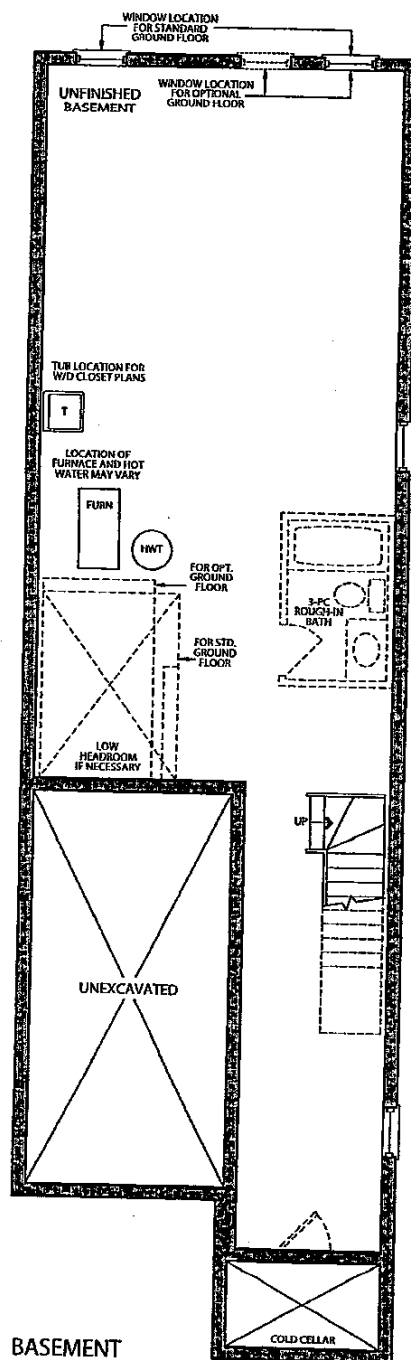 WINDOW LOCATION
FOR STANDARD
GROUND FLOOR
UNFINISHED
BASEMENT
WINDOW LOCATION
FOR OPTIONAL
GROUND FLOOR
TUB LOCATION FOR
W/D CLOSET PLANS
T
LOCATION OF
FURNACE AND HOT
WATER MAY VARY
FURN
HWT
FOR OPT.
GROUND
FLOOR
3-PC
ROUGH-IN
BATH
FOR STD.
GROUND
FLOOR
LOW
HEADROOM
IF NECESSARY
UP
UNEXCAVATED
COLD CELLAR
BASEMENT